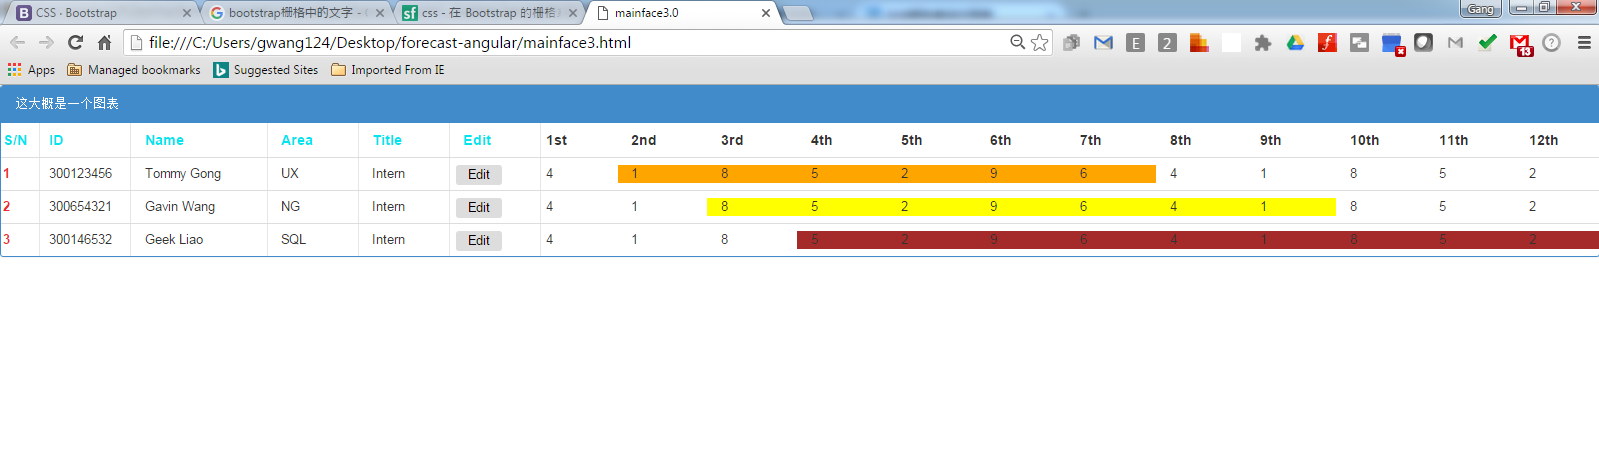 CSS · Bootstrap
bootstrap栅格中的文字 -
css - 在 Bootstrap 的栅格
mainface3.0
Gang
file:///C:/Users/gwang124/Desktop/forecast-angular/mainface3.html
E 2 13
Apps Managed bookmarks Suggested Sites Imported From IE
这大概是一个图表
S/N ID Name Area Title Edit 1st 2nd 3rd 4th 5th 6th 7th 8th 9th 10th 11th 12th
1 300123456 Tommy Gong UX Intern Edit 4 1 8 5 2 9 6 4 1 8 5 2
2 300654321 Gavin Wang NG Intern Edit 4 1 8 5 2 9 6 4 1 8 5 2
3 300146532 Geek Liao SQL Intern Edit 4 1 8 5 2 9 6 4 1 8 5 2